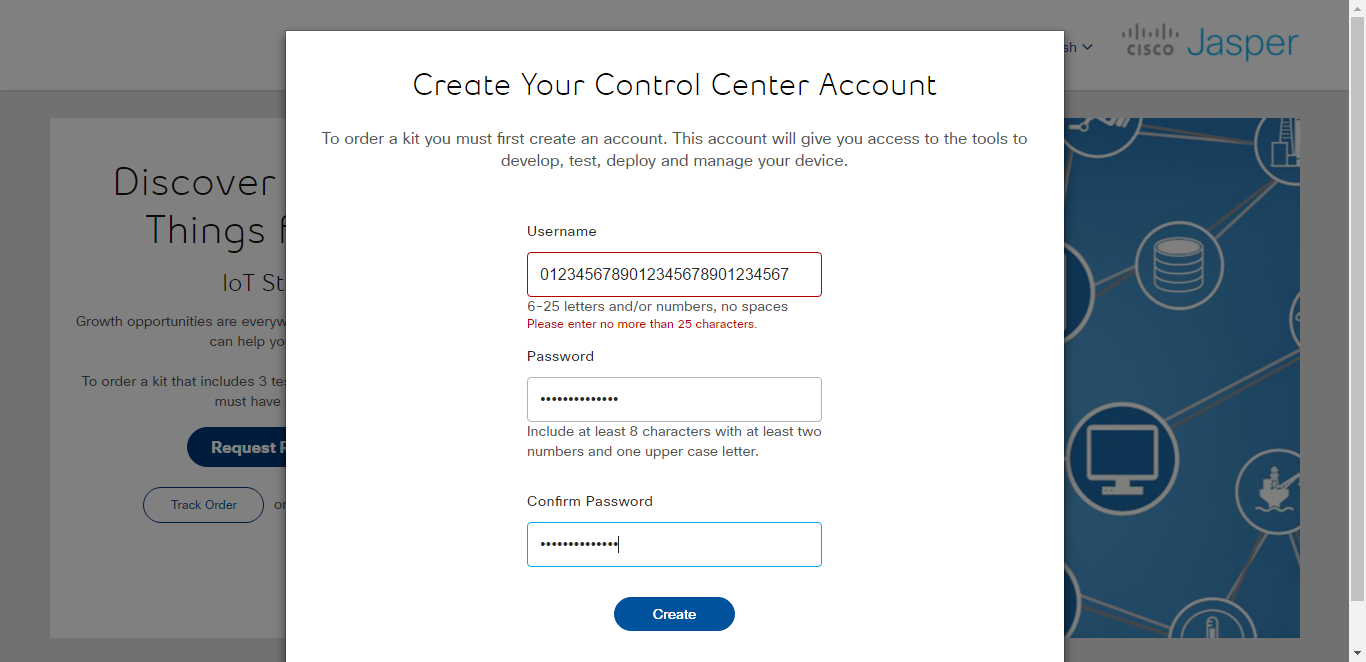 sh
cisco Jasper
Create Your Control Center Account
To order a kit you must first create an account. This account will give you access to the tools to
develop, test, deploy and manage your device.
Username
0123456789012345678901234567
6-25 letters and/or numbers, no spaces
Please enter no more than 25 characters.
Password
••••••••••••••
Include at least 8 characters with at least two
numbers and one upper case letter.
Confirm Password
••••••••••••••
Create
Discover
Things f
IoT St
Growth opportunities are everyw
can help you
To order a kit that includes 3 tes
must have
Request
Track Order or